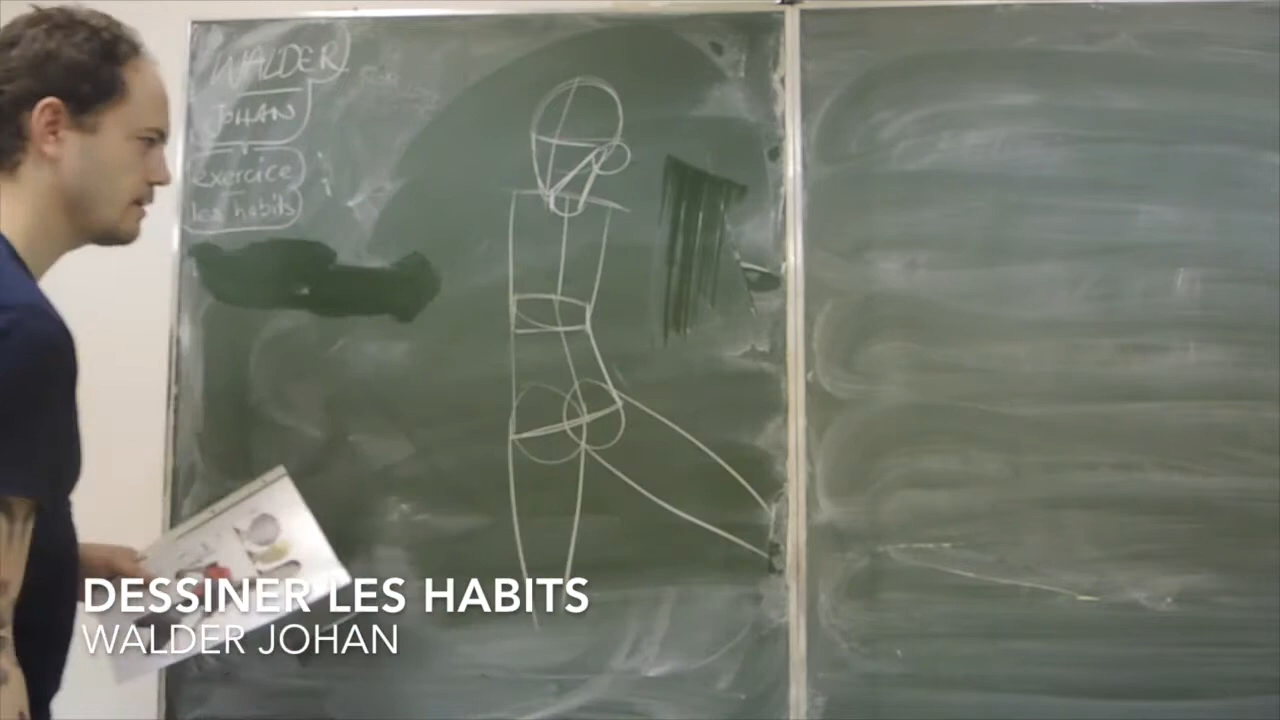 WALDER
JOHAN
exercice
les habits
DESSINER LES HABITS
WALDER JOHAN